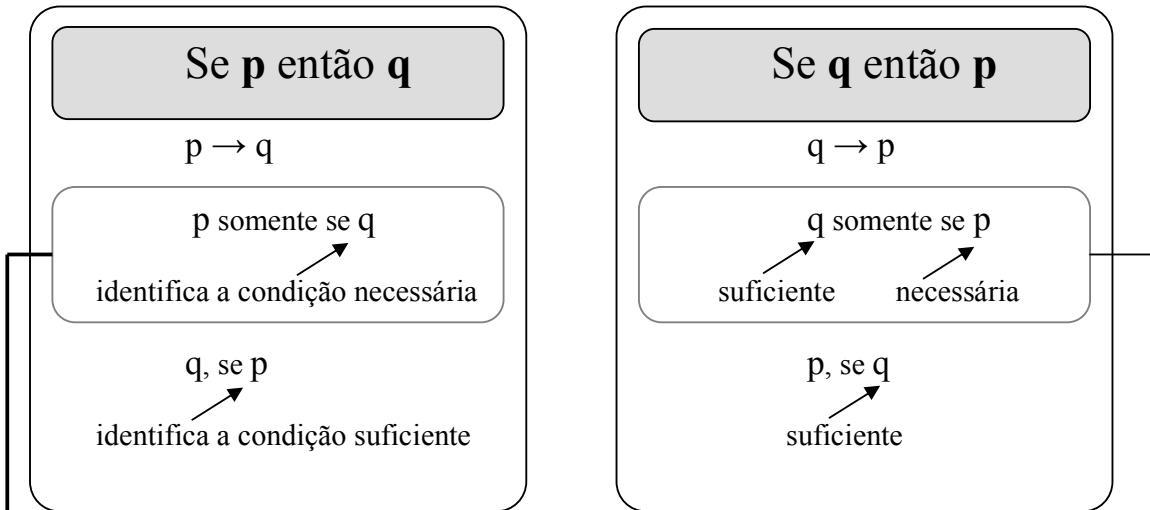 Se p então q
p → q
p somente se q
identifica a condição necessária
q, se p
identifica a condição suficiente
Se q então p
q → p
q somente se p
suficiente necessária
p, se q
suficiente